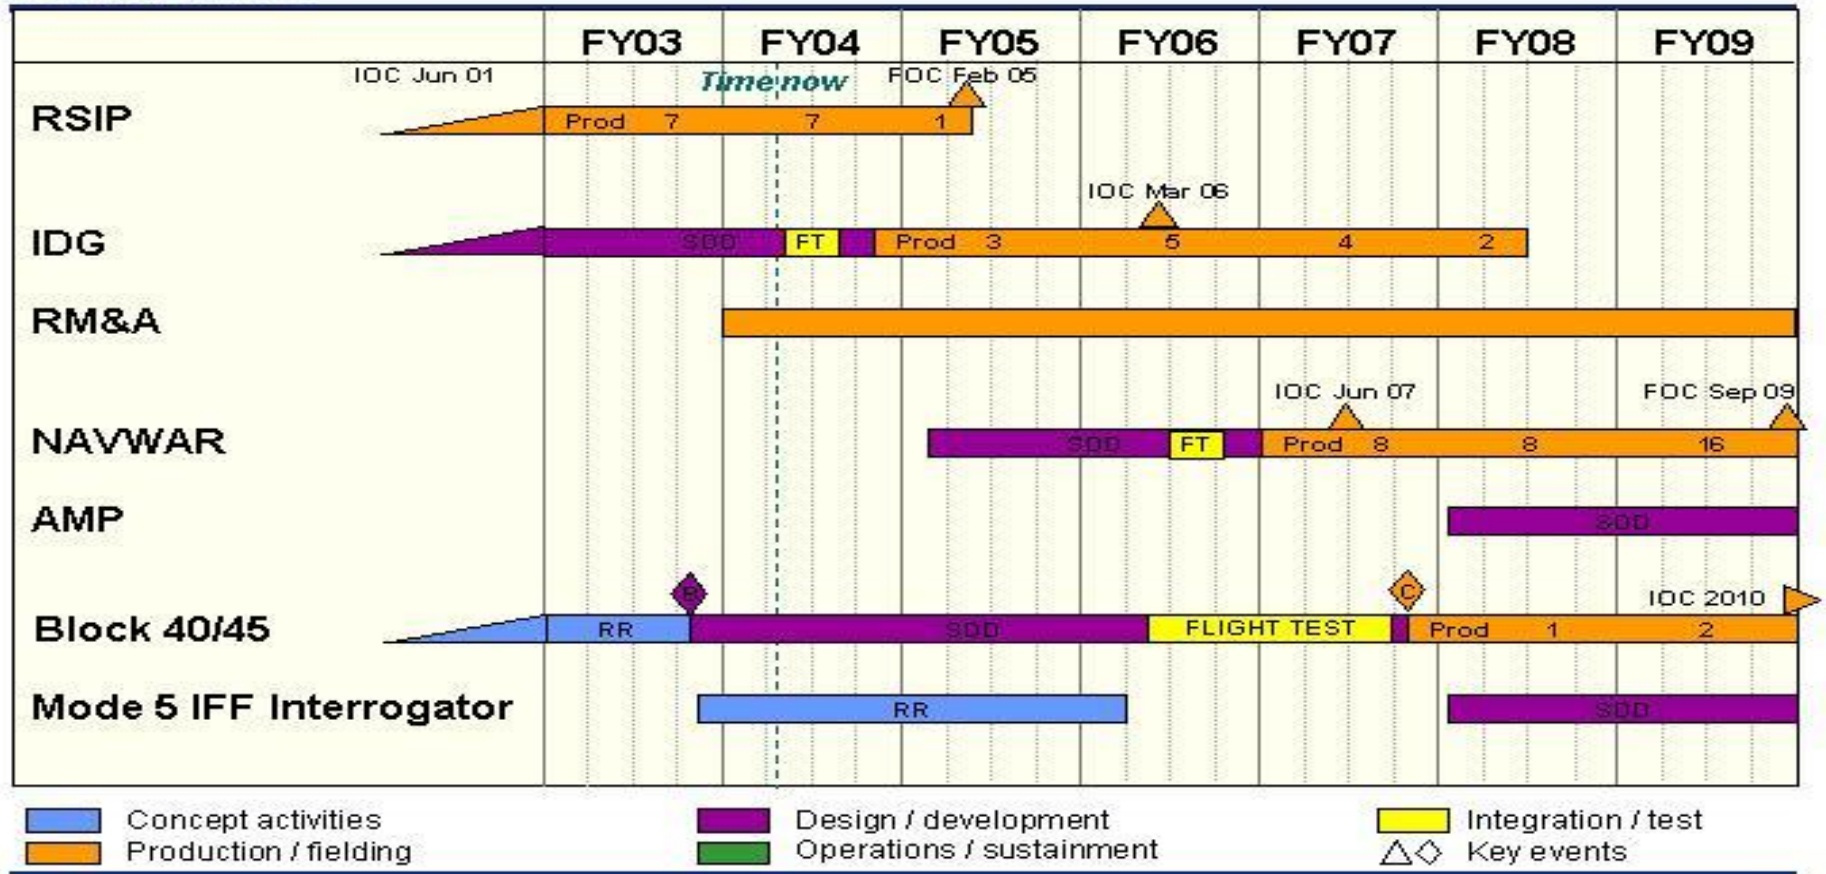 FY03 FY04 FY05 FY06 FY07 FY08 FY09
IOC Jun 01 Time now FOC Feb 05
RSIP Prod 7 7 1
IOC Mar 06
IDG SDD FT Prod 3 5 4 2
RM&A
IOC Jun 07 FOC Sep 09
NAVWAR SDD FT Prod 8 8 16
AMP SDD
B C
IOC 2010
Block 40/45 RR SDD FLIGHT TEST Prod 1 2
Mode 5 IFF Interrogator RR SDD
Concept activities Design / development Integration / test
Production / fielding Operations / sustainment Key events